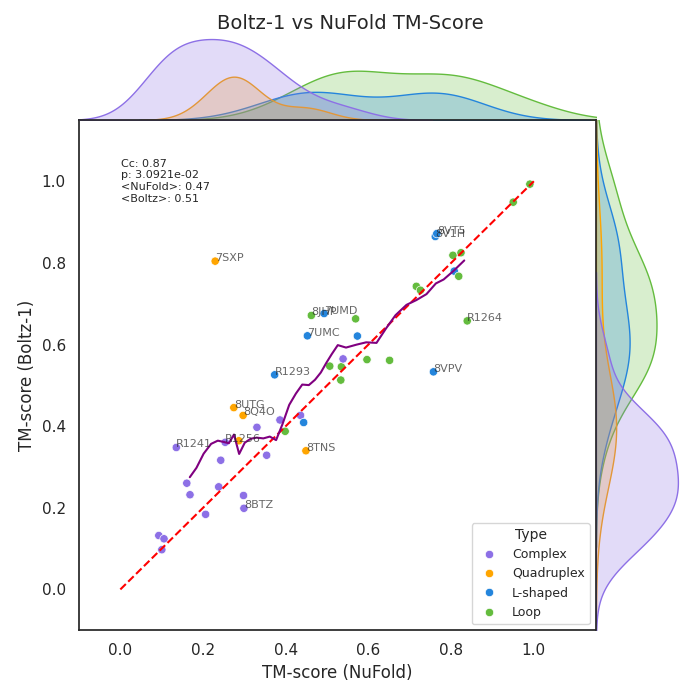 Boltz-1 vs NuFold TM-Score
Cc: 0.87
p: 3.0921e-02
<NuFold>: 0.47
<Boltz>: 0.51
TM-score (Boltz-1)
1.0
0.8
0.6
0.4
0.2
0.0
8VTS
7SXP
7UMD
R1264
7UMC
R1293
8VPV
8UTG
8Q4O
R1241
R1256
8TNS
8BTZ
Type
Complex
Quadruplex
L-shaped
Loop
0.0 0.2 0.4 0.6 0.8 1.0
TM-score (NuFold)